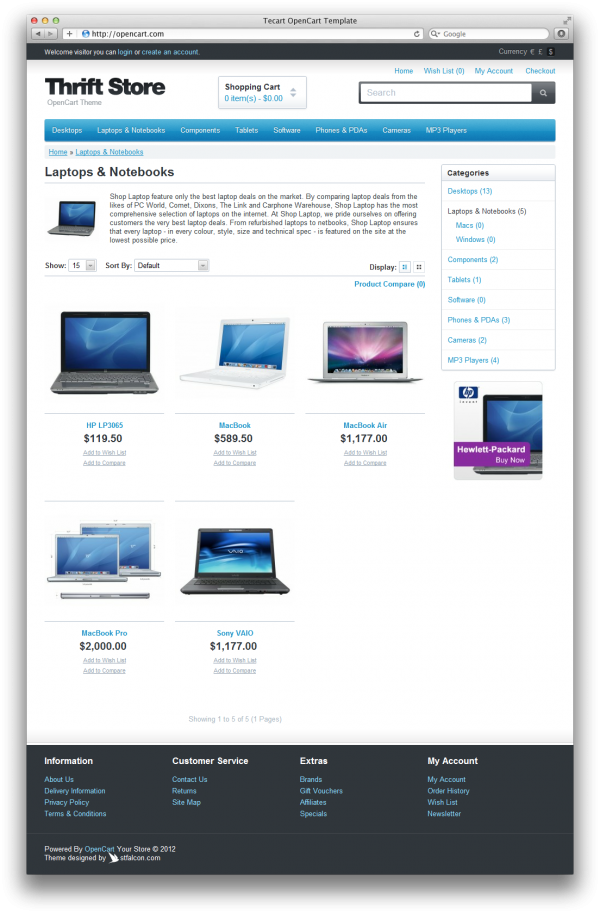 Tecart OpenCart Template
http://opencart.com
Google
Welcome visitor you can login or create an account.
Currency € £ $
Home Wish List (0) My Account Checkout
Thrift Store
OpenCart Theme
Shopping Cart
0 item(s) - $0.00
Search
Desktops Laptops & Notebooks Components Tablets Software Phones & PDAs Cameras MP3 Players
Home » Laptops & Notebooks
Laptops & Notebooks
Shop Laptop feature only the best laptop deals on the market. By comparing laptop deals from the
likes of PC World, Comet, Dixons, The Link and Carphone Warehouse, Shop Laptop has the most
comprehensive selection of laptops on the internet. At Shop Laptop, we pride ourselves on offering
customers the very best laptop deals. From refurbished laptops to netbooks, Shop Laptop ensures
that every laptop - in every colour, style, size and technical spec - is featured on the site at the
lowest possible price.
Show: 15 Sort By: Default Display:
Product Compare (0)
HP LP3065
$119.50
Add to Wish List
Add to Compare
MacBook
$589.50
Add to Wish List
Add to Compare
MacBook Air
$1,177.00
Add to Wish List
Add to Compare
MacBook Pro
$2,000.00
Add to Wish List
Add to Compare
VAIO
Sony VAIO
$1,177.00
Add to Wish List
Add to Compare
Showing 1 to 5 of 5 (1 Pages)
Categories
Desktops (13)
Laptops & Notebooks (5)
Macs (0)
Windows (0)
Components (2)
Tablets (1)
Software (0)
Phones & PDAs (3)
Cameras (2)
MP3 Players (4)
hp
invent
Hewlett-Packard
Buy Now
Information
About Us
Delivery Information
Privacy Policy
Terms & Conditions
Customer Service
Contact Us
Returns
Site Map
Extras
Brands
Gift Vouchers
Affiliates
Specials
My Account
My Account
Order History
Wish List
Newsletter
Powered By OpenCart Your Store © 2012
Theme designed by stfalcon.com